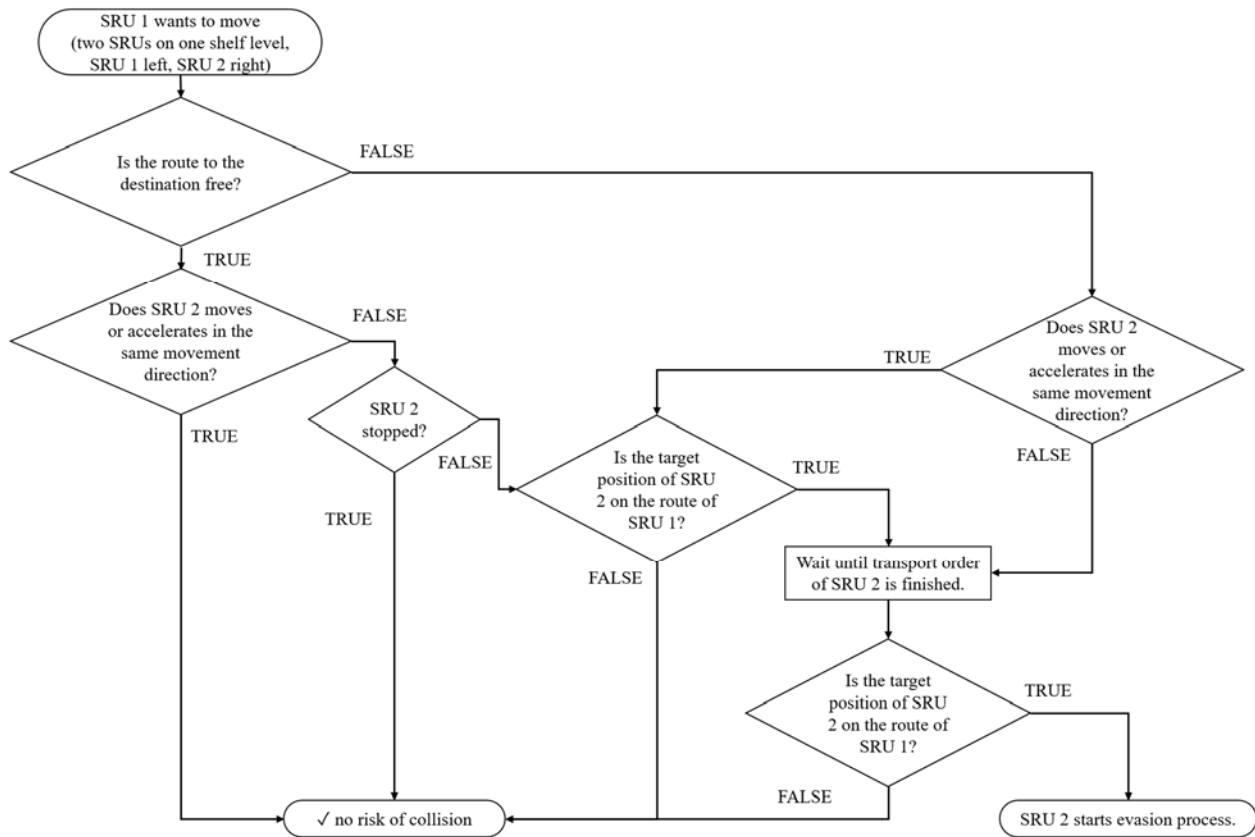 SRU 1 wants to move
(two SRUs on one shelf level,
SRU 1 left, SRU 2 right)
FALSE
Is the route to the
destination free?
TRUE
Does SRU 2 moves
or accelerates in the
same movement
direction?
FALSE
TRUE
Does SRU 2
moves or
accelerates in the
same movement
direction?
TRUE
FALSE
SRU 2
stopped?
FALSE
TRUE
Is the target
position of SRU
2 on the route of
SRU 1?
TRUE
FALSE
Wait until transport order
of SRU 2 is finished.
Is the target
position of SRU
2 on the route of
SRU 1?
TRUE
FALSE
✓ no risk of collision
SRU 2 starts evasion process.